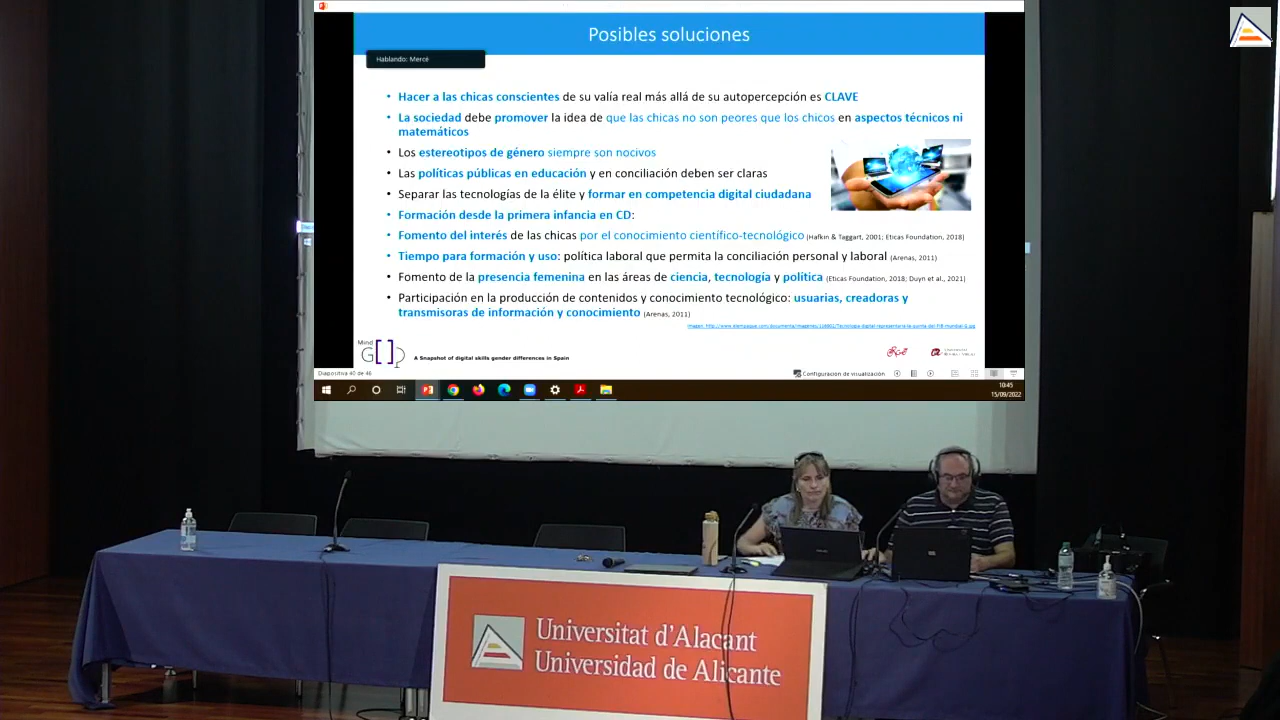 Posibles soluciones
Hablando: Mercé
• Hacer a las chicas conscientes de su valía real más allá de su autopercepción es CLAVE
• La sociedad debe promover la idea de que las chicas no son peores que los chicos en aspectos técnicos ni
matemáticos
• Los estereotipos de género siempre son nocivos
• Las políticas públicas en educación y en conciliación deben ser claras
• Separar las tecnologías de la élite y formar en competencia digital ciudadana
• Formación desde la primera infancia en CD:
• Fomento del interés de las chicas por el conocimiento científico-tecnológico (Hafkin & Taggart, 2001; Eticas Foundation, 2018)
• Tiempo para formación y uso: política laboral que permita la conciliación personal y laboral (Arenas, 2011)
• Fomento de la presencia femenina en las áreas de ciencia, tecnología y política (Eticas Foundation, 2018; Duyn et al., 2021)
• Participación en la producción de contenidos y conocimiento tecnológico: usuarias, creadoras y
transmisoras de información y conocimiento (Arenas, 2011)
Mind
G[]P
A Snapshot of digital skills gender differences in Spain
Diapositiva 40 de 46
Configuración de visualización
10:45
15/09/2022
Universitat d'Alacant
Universidad de Alicante